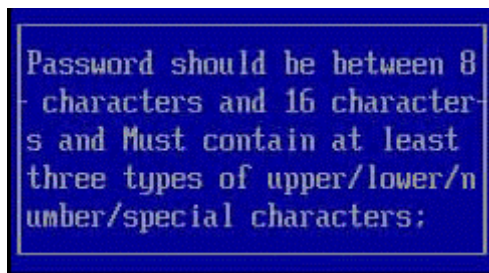 Password should be between 8
- characters and 16 character-
s and Must contain at least
three types of upper/lower/n
umber/special characters;